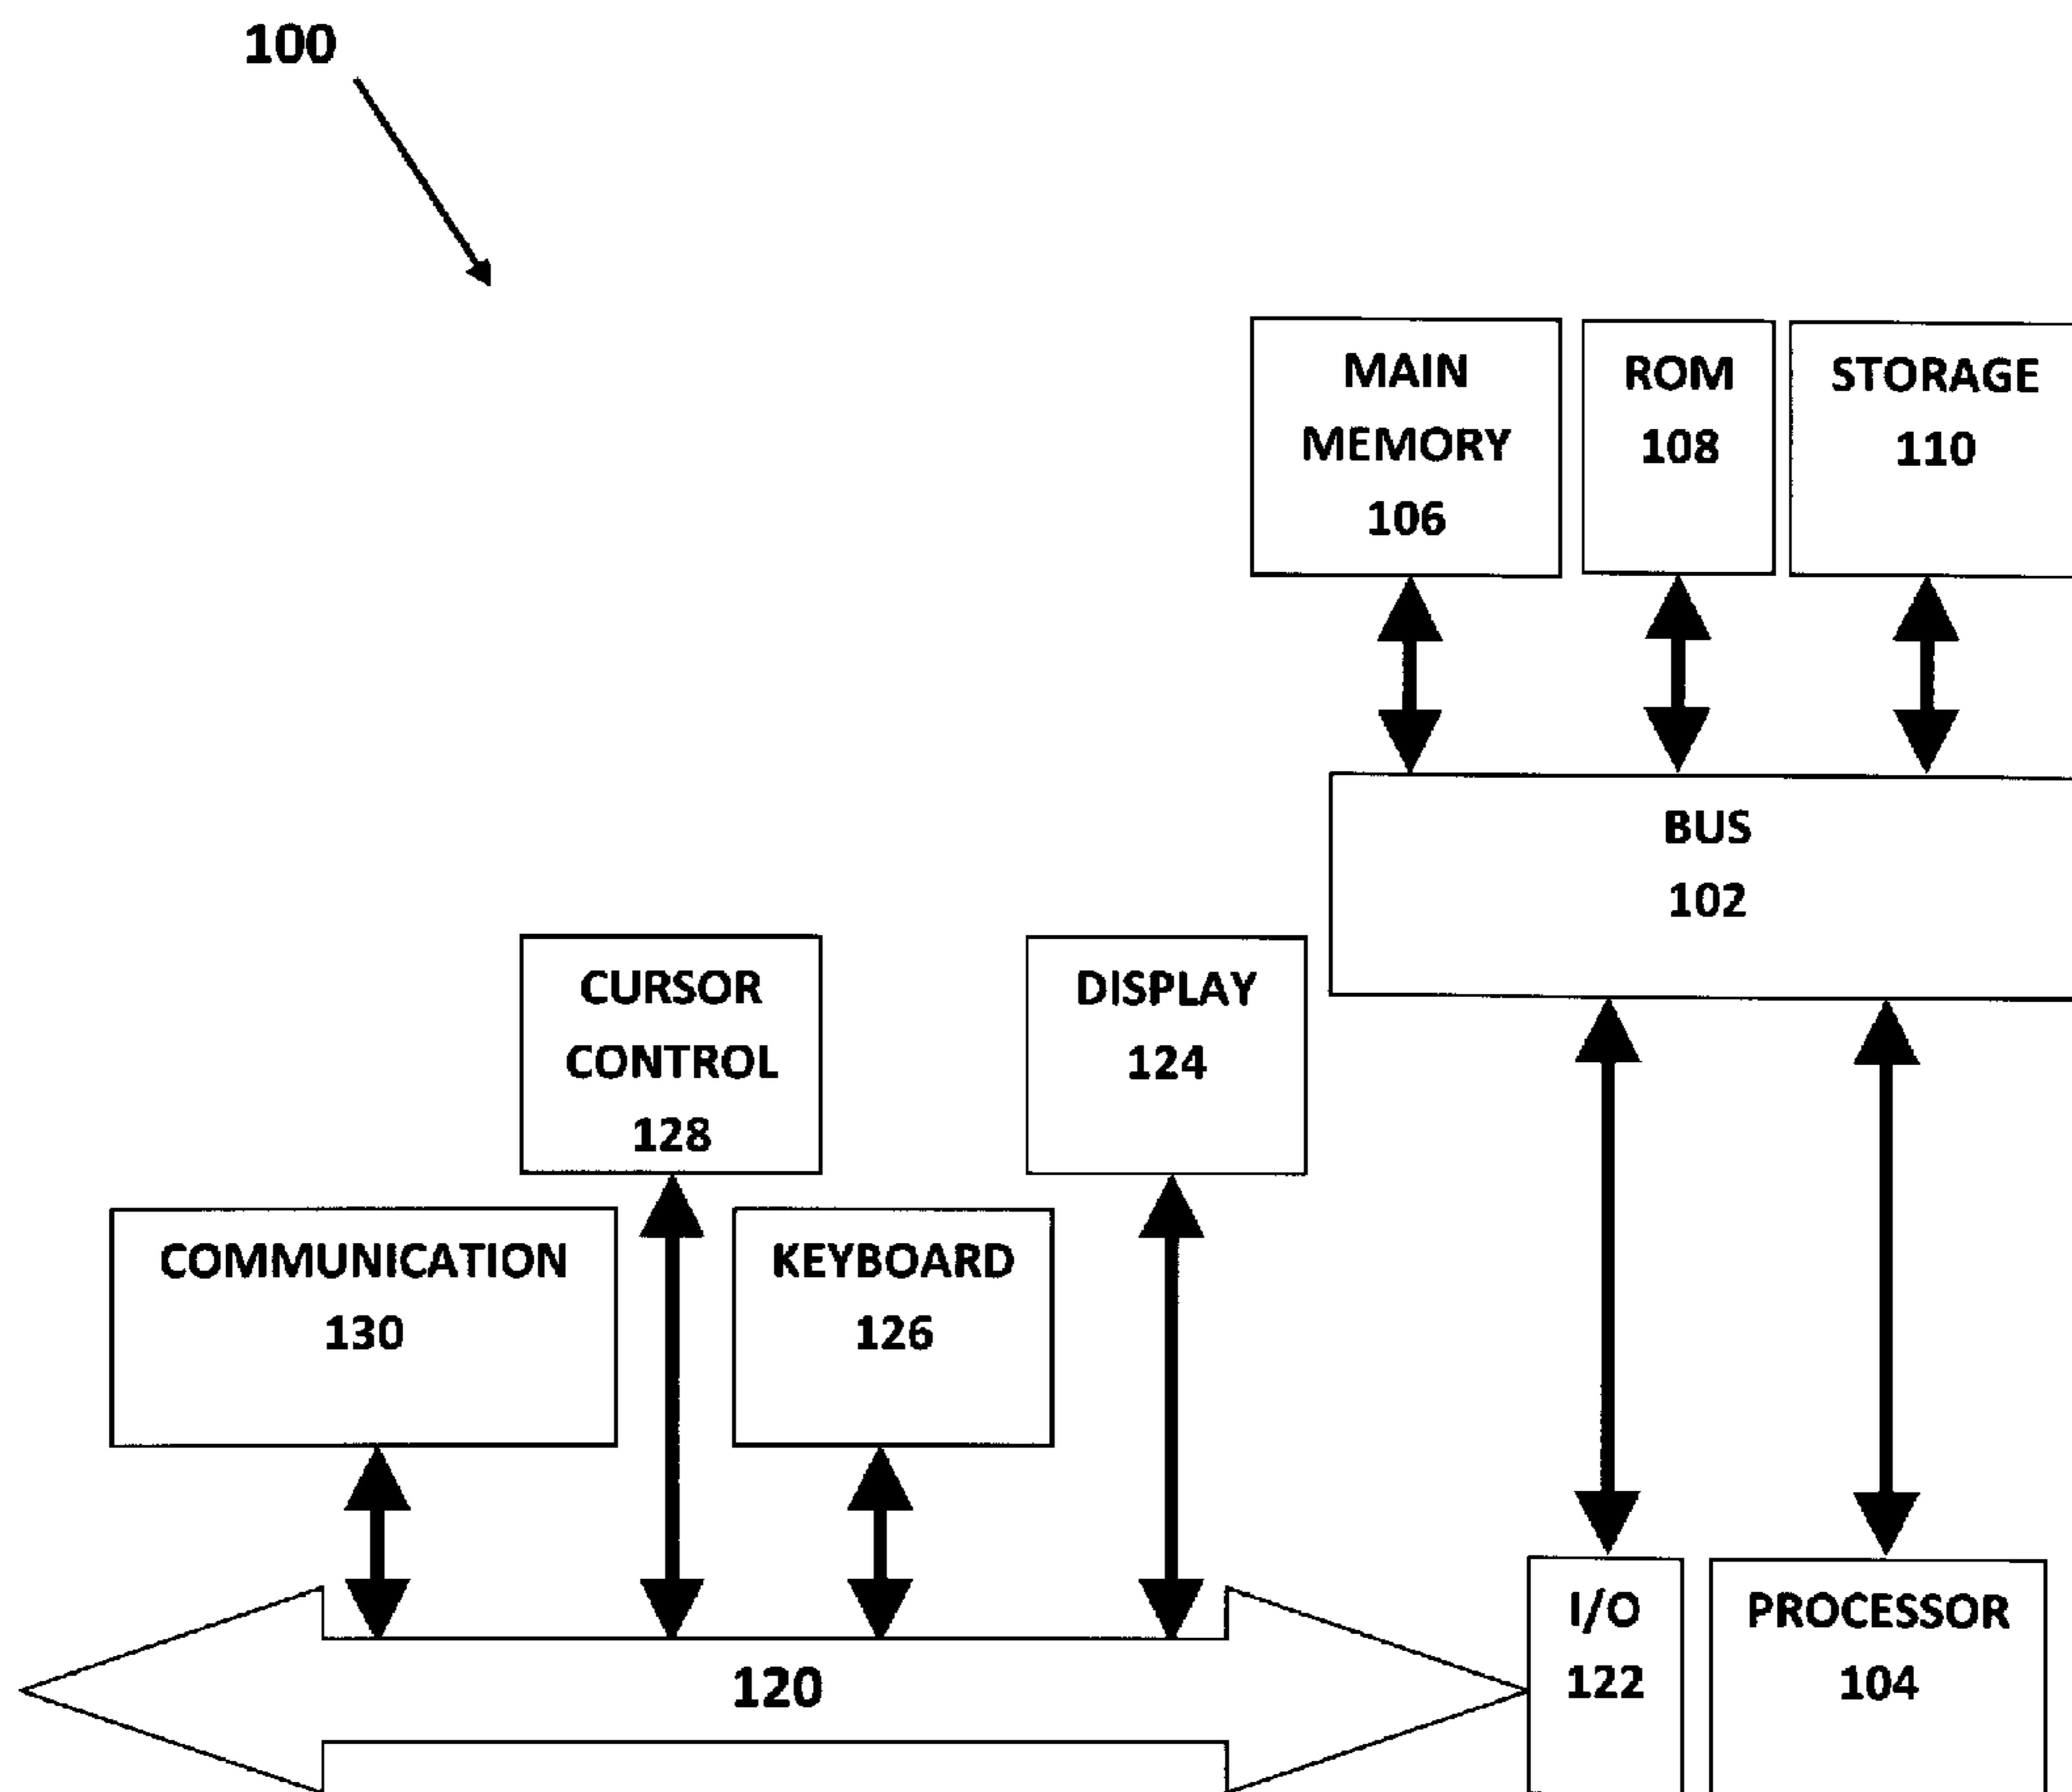 100
MAIN
MEMORY
106
ROM
108
STORAGE
110
BUS
102
CURSOR
CONTROL
128
DISPLAY
124
COMMUNICATION
130
KEYBOARD
126
I/O
122
PROCESSOR
104
120